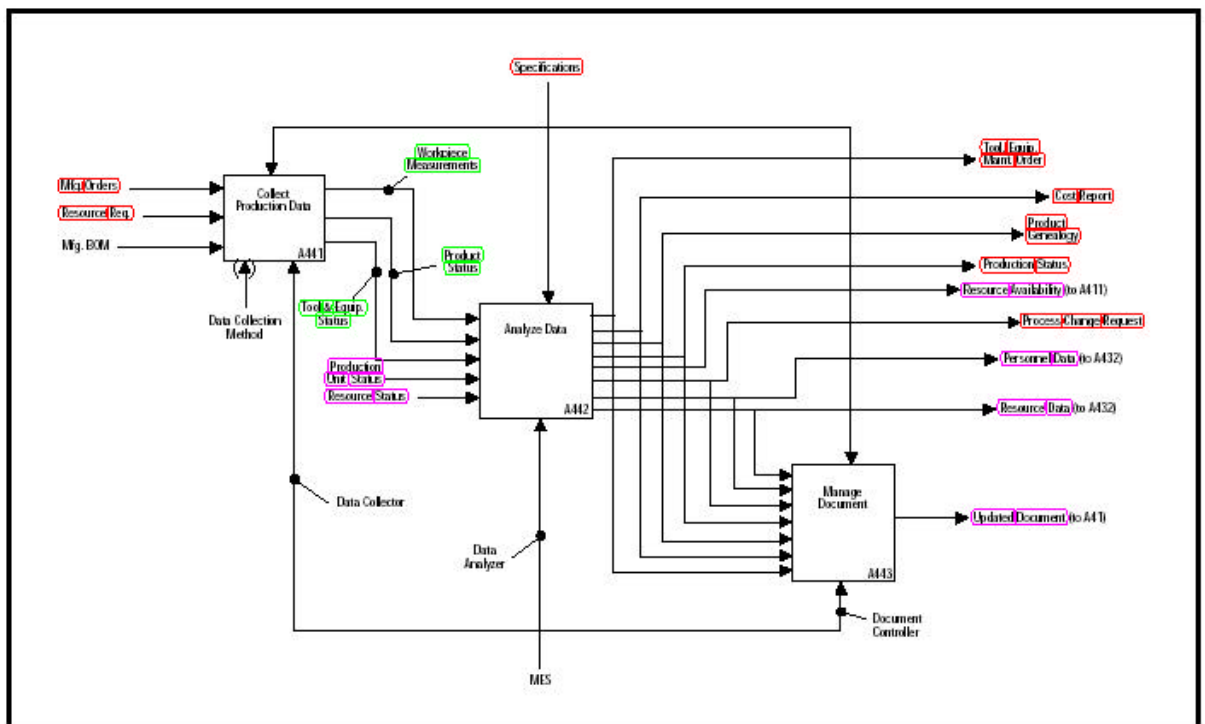 Specifications
Workpiece
Measurements
Tool / Equip.
Maint. Order
Mfg. Orders
Collect
Production Data
A441
Cost Report
Resource Req.
Product
Genealogy
Mfg. BOM
Product
Status
Production Status
Resource Availability (to A411)
Tool & Equip.
Status
Data Collection
Method
Analyze Data
A442
Process Change Request
Production
Unit Status
Personnel Data (to A432)
Resource Status
Resource Data (to A432)
Data Collector
Manage
Document
A443
Updated Document (to A41)
Data
Analyzer
Document
Controller
MES